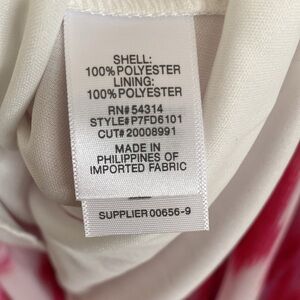 SHELL:
100% POLYESTER
LINING:
100% POLYESTER
RN# 54314
STYLE#P7FD6101
CUT# 20008991
MADE IN
PHILIPPINES OF
IMPORTED FABRIC
SUPPLIER 00656-9